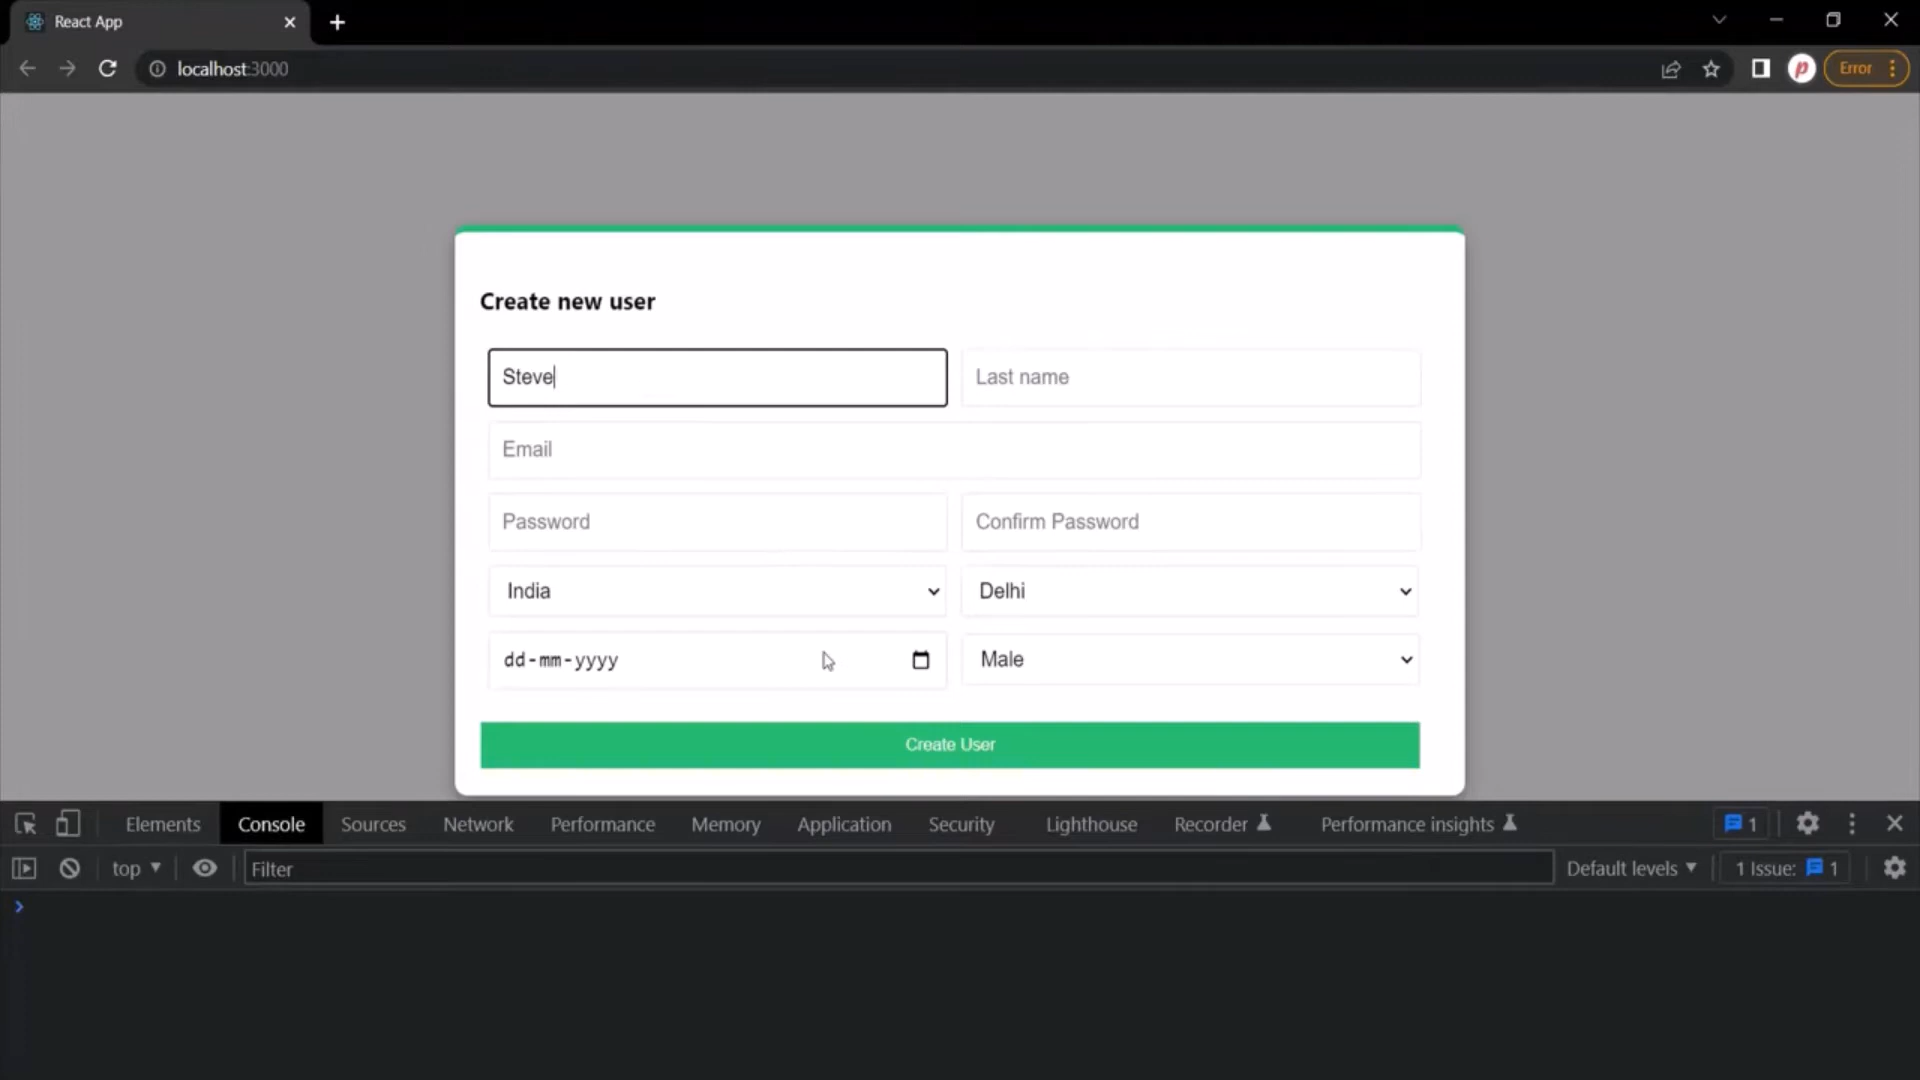 React App
localhost:3000
Error
Create new user
Steve
Last name
Email
Password
Confirm Password
India
Delhi
dd-mm-yyyy
Male
Create User
Elements Console Sources Network Performance Memory Application Security Lighthouse Recorder Performance insights 1
top Filter Default levels 1 Issue: 1